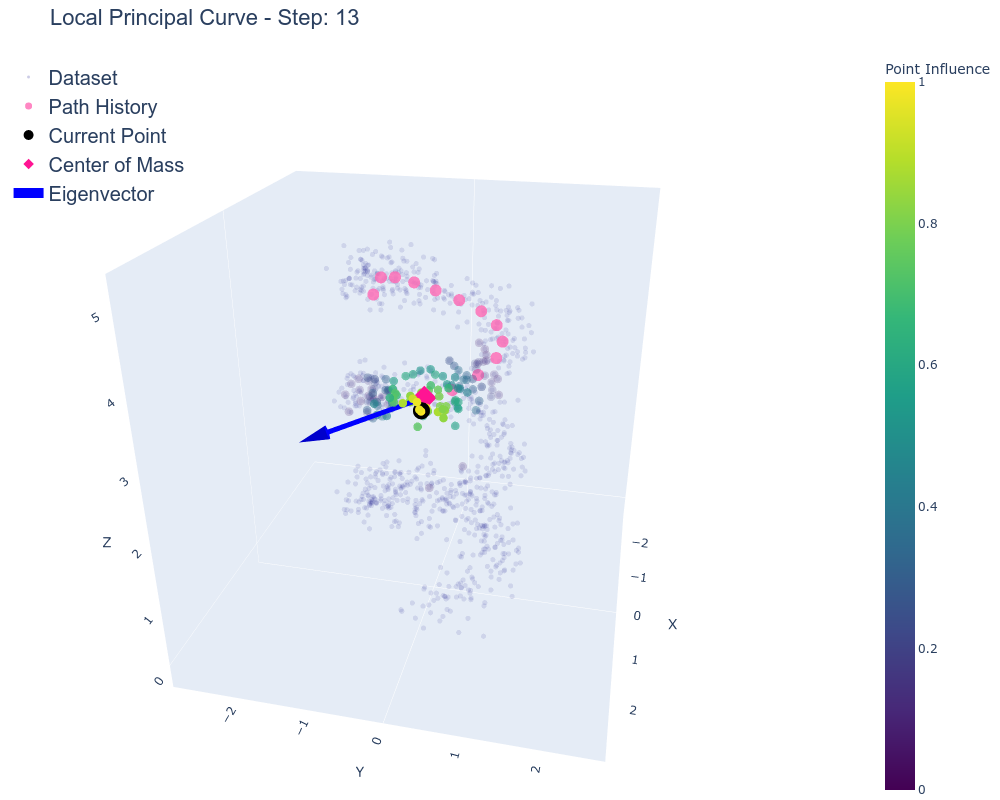 Local Principal Curve - Step: 13
Dataset
Path History
Current Point
Center of Mass
Eigenvector
Point Influence
1
0.8
0.6
0.4
0.2
0
5
4
3
2
1
0
Z
−2
−1
0
1
2
Y
−2
−1
0
1
2
X